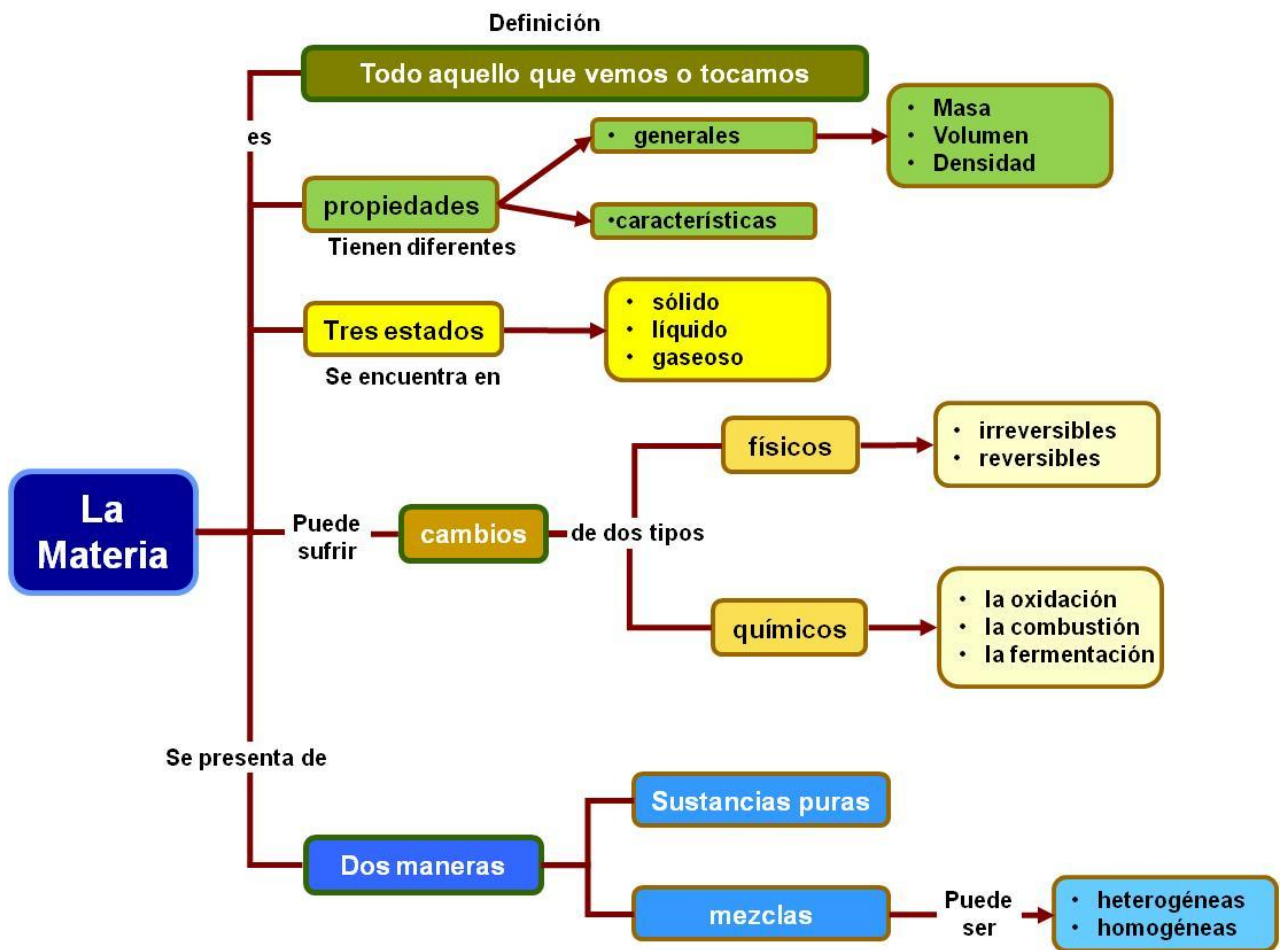 Definición
Todo aquello que vemos o tocamos
es
propiedades
Tienen diferentes
• generales
• Masa
• Volumen
• Densidad
•características
Tres estados
Se encuentra en
• sólido
• líquido
• gaseoso
La
Materia
Puede
sufrir
cambios
de dos tipos
físicos
• irreversibles
• reversibles
químicos
• la oxidación
• la combustión
• la fermentación
Se presenta de
Dos maneras
Sustancias puras
mezclas
Puede
ser
• heterogéneas
• homogéneas